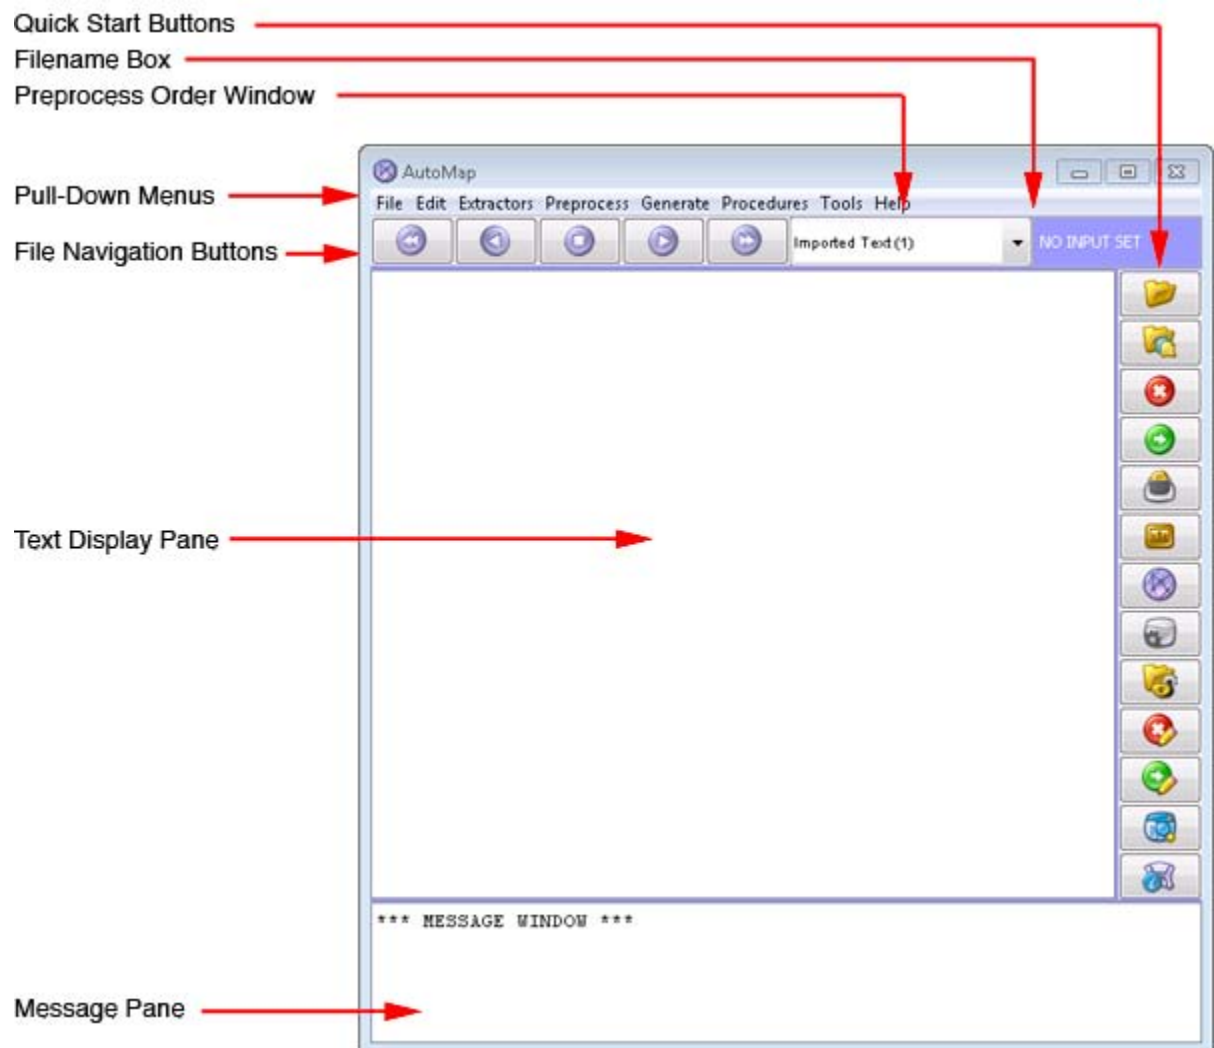 Quick Start Buttons
Filename Box
Preprocess Order Window
AutoMap
Pull-Down Menus
File Edit Extractors Preprocess Generate Procedures Tools Help
File Navigation Buttons
Imported Text (1)
NO INPUT SET
Text Display Pane
*** MESSAGE WINDOW ***
Message Pane